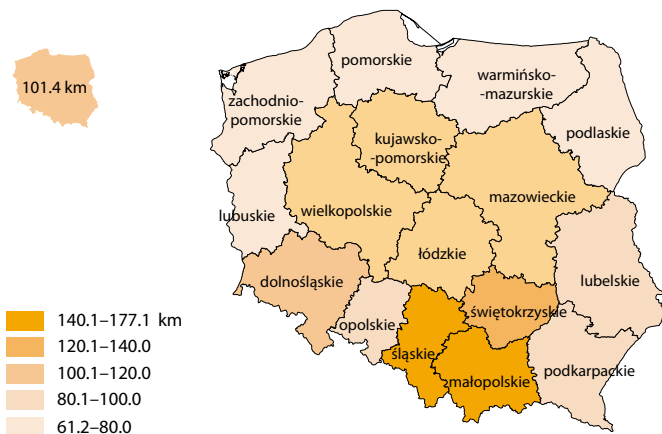 pomorskie
warmińsko-
-mazurskie
101.4 km
zachodnio-
pomorskie
kujawsko-
-pomorskie
podlaskie
mazowieckie
lubuskie
wielkopolskie
łódzkie
dolnośląskie
lubelskie
opolskie
świętokrzyskie
śląskie
małopolskie
podkarpackie
140.1–177.1 km
120.1–140.0
100.1–120.0
80.1–100.0
61.2–80.0